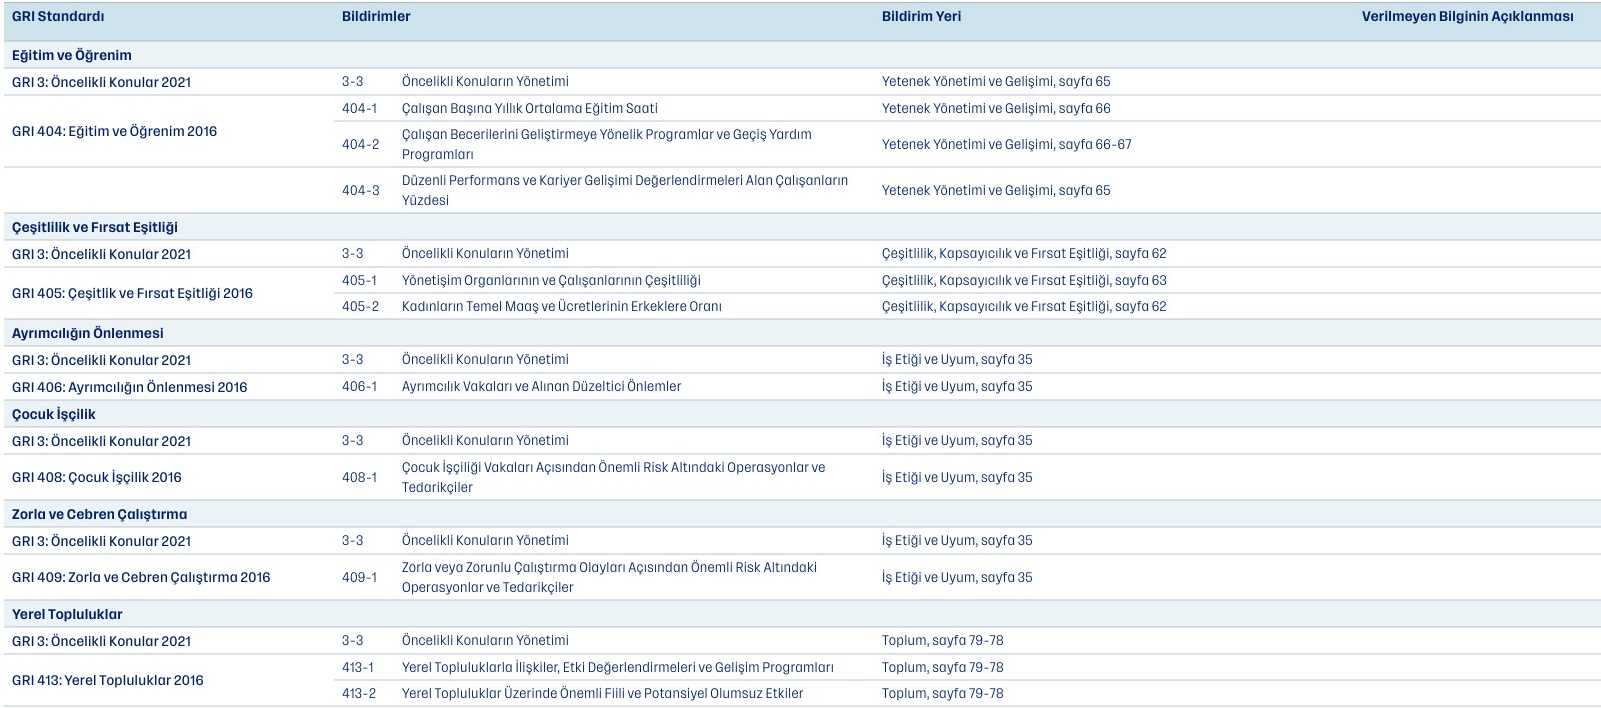 GRI Standardı Bildirimler Bildirim Yeri Verilmeyen Bilginin Açıklanması
Eğitim ve Öğrenim
GRI 3: Öncelikli Konular 2021 3-3 Öncelikli Konuların Yönetimi Yetenek Yönetimi ve Gelişimi, sayfa 65
GRI 404: Eğitim ve Öğrenim 2016 404-1 Çalışan Başına Yıllık Ortalama Eğitim Saati Yetenek Yönetimi ve Gelişimi, sayfa 66
404-2 Çalışan Becerilerini Geliştirmeye Yönelik Programlar ve Geçiş Yardım
Programları Yetenek Yönetimi ve Gelişimi, sayfa 66-67
404-3 Düzenli Performans ve Kariyer Gelişimi Değerlendirmeleri Alan Çalışanların
Yüzdesi Yetenek Yönetimi ve Gelişimi, sayfa 65
Çeşitlilik ve Fırsat Eşitliği
GRI 3: Öncelikli Konular 2021 3-3 Öncelikli Konuların Yönetimi Çeşitlilik, Kapsayıcılık ve Fırsat Eşitliği, sayfa 62
GRI 405: Çeşitlik ve Fırsat Eşitliği 2016 405-1 Yönetişim Organlarının ve Çalışanlarının Çeşitliliği Çeşitlilik, Kapsayıcılık ve Fırsat Eşitliği, sayfa 63
405-2 Kadınların Temel Maaş ve Ücretlerinin Erkeklere Oranı Çeşitlilik, Kapsayıcılık ve Fırsat Eşitliği, sayfa 62
Ayrımcılığın Önlenmesi
GRI 3: Öncelikli Konular 2021 3-3 Öncelikli Konuların Yönetimi İş Etiği ve Uyum, sayfa 35
GRI 406: Ayrımcılığın Önlenmesi 2016 406-1 Ayrımcılık Vakaları ve Alınan Düzeltici Önlemler İş Etiği ve Uyum, sayfa 35
Çocuk İşçilik
GRI 3: Öncelikli Konular 2021 3-3 Öncelikli Konuların Yönetimi İş Etiği ve Uyum, sayfa 35
GRI 408: Çocuk İşçilik 2016 408-1 Çocuk İşçiliği Vakaları Açısından Önemli Risk Altındaki Operasyonlar ve
Tedarikçiler İş Etiği ve Uyum, sayfa 35
Zorla ve Cebren Çalıştırma
GRI 3: Öncelikli Konular 2021 3-3 Öncelikli Konuların Yönetimi İş Etiği ve Uyum, sayfa 35
GRI 409: Zorla ve Cebren Çalıştırma 2016 409-1 Zorla veya Zorunlu Çalıştırma Olayları Açısından Önemli Risk Altındaki
Operasyonlar ve Tedarikçiler İş Etiği ve Uyum, sayfa 35
Yerel Topluluklar
GRI 3: Öncelikli Konular 2021 3-3 Öncelikli Konuların Yönetimi Toplum, sayfa 79-78
GRI 413: Yerel Topluluklar 2016 413-1 Yerel Topluluklarla İlişkiler, Etki Değerlendirmeleri ve Gelişim Programları Toplum, sayfa 79-78
413-2 Yerel Topluluklar Üzerinde Önemli Fiili ve Potansiyel Olumsuz Etkiler Toplum, sayfa 79-78